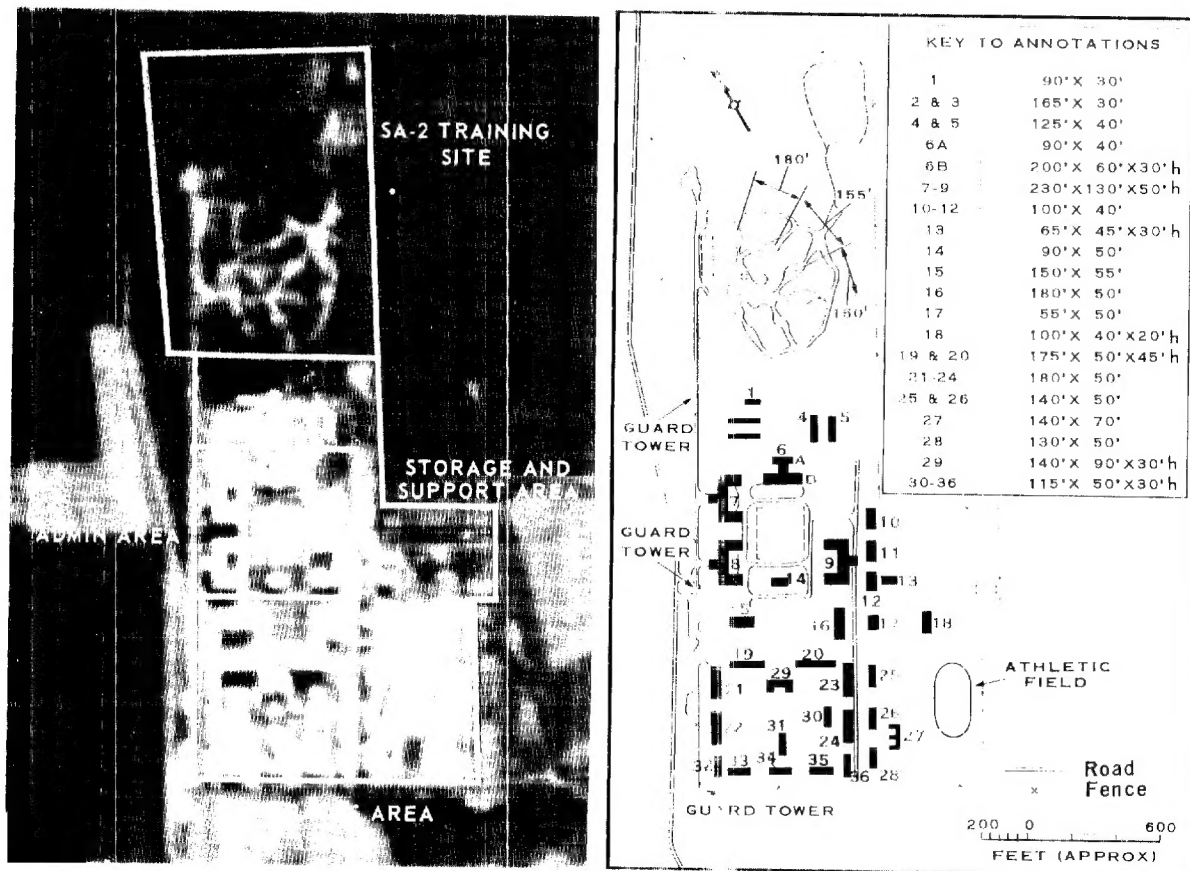 SA-2 TRAINING
SITE
STORAGE AND
SUPPORT AREA
ADMIN AREA
AREA
KEY TO ANNOTATIONS
1 90'X 30'
2 & 3 165'X 30'
4 & 5 125'X 40'
6A 90'X 40'
6B 200'X 60'X30'h
7-9 230'X130'X50'h
10-12 100'X 40'
13 65'X 45'X30'h
14 90'X 50'
15 150'X 55'
16 180'X 50'
17 55'X 50'
18 100'X 40'X20'h
19 & 20 175'X 50'X45'h
21-24 180'X 50'
25 & 26 140'X 50'
27 140'X 70'
28 130'X 50'
29 140'X 90'X30'h
30-36 115'X 50'X30'h
180'
155'
1
GUARD
TOWER
4
5
6
A
B
7
10
GUARD
TOWER
8
9
11
14
13
12
16
18
19
20
29
23
25
ATHLETIC
FIELD
21
30
26
31
24
27
32
33
34
35
36
28
GUARD TOWER
Road
Fence
200 0 600
FEET (APPROX)